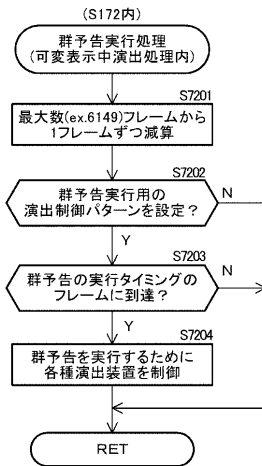 (S172内)
群予告実行処理
(可変表示中演出処理内)
S7201
最大数(ex.6149)フレームから
1フレームずつ減算
S7202
群予告実行用の
演出制御パターンを設定？
N
Y
S7203
群予告の実行タイミングの
フレームに到達？
N
Y
S7204
群予告を実行するために
各種演出装置を制御
RET